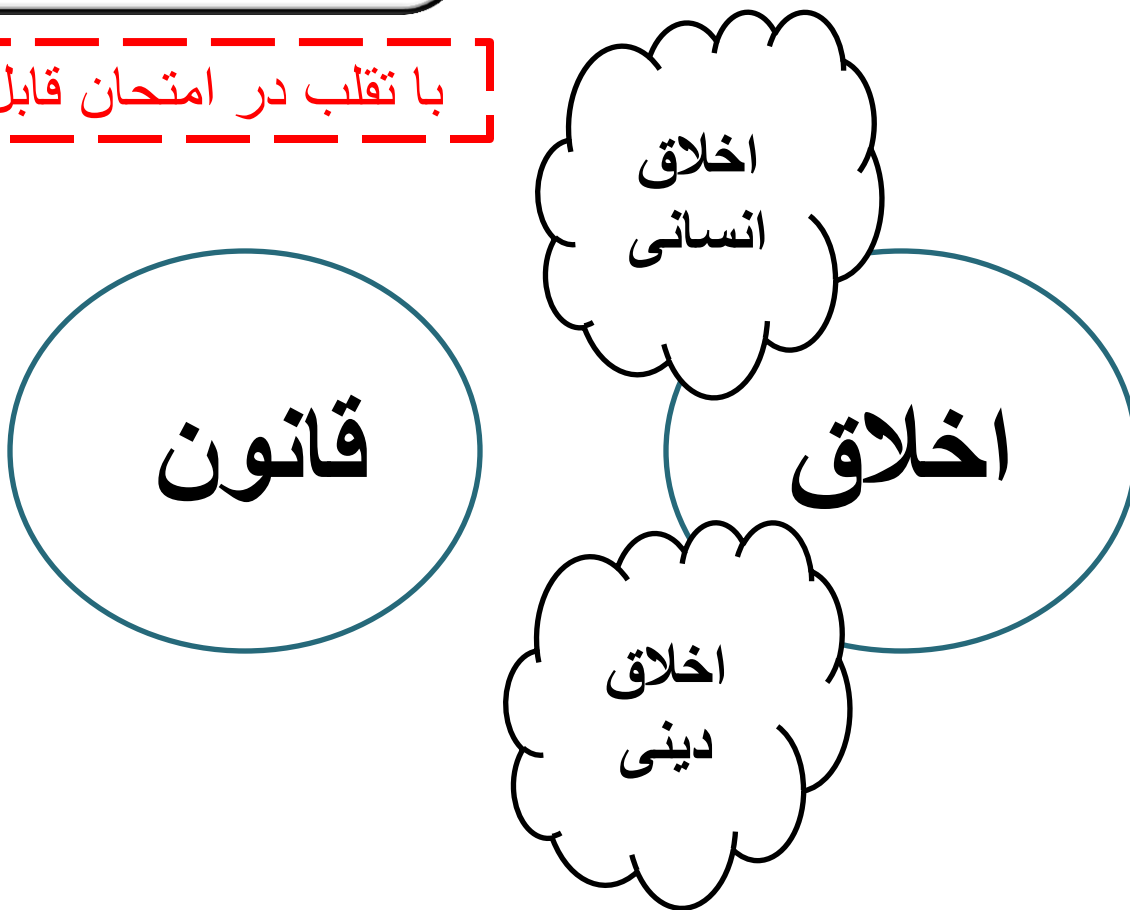 با تقلب در امتحان قابل
اخلاق
انسانی
اخلاق
قانون
اخلاق
دینی